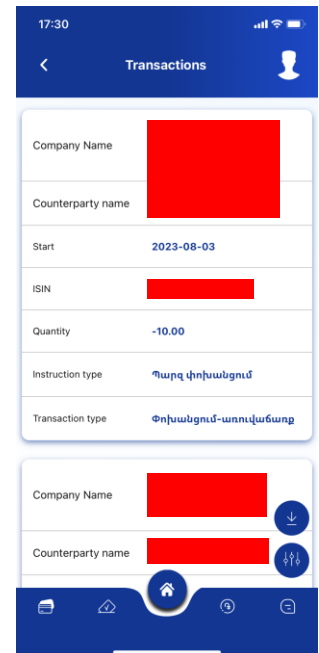 17:30
Transactions
Company Name
Counterparty name
Start 2023-08-03
ISIN
Quantity -10.00
Instruction type Պարզ փոխանցում
Transaction type Փոխանցում-առուվաճառք
Company Name
Counterparty name